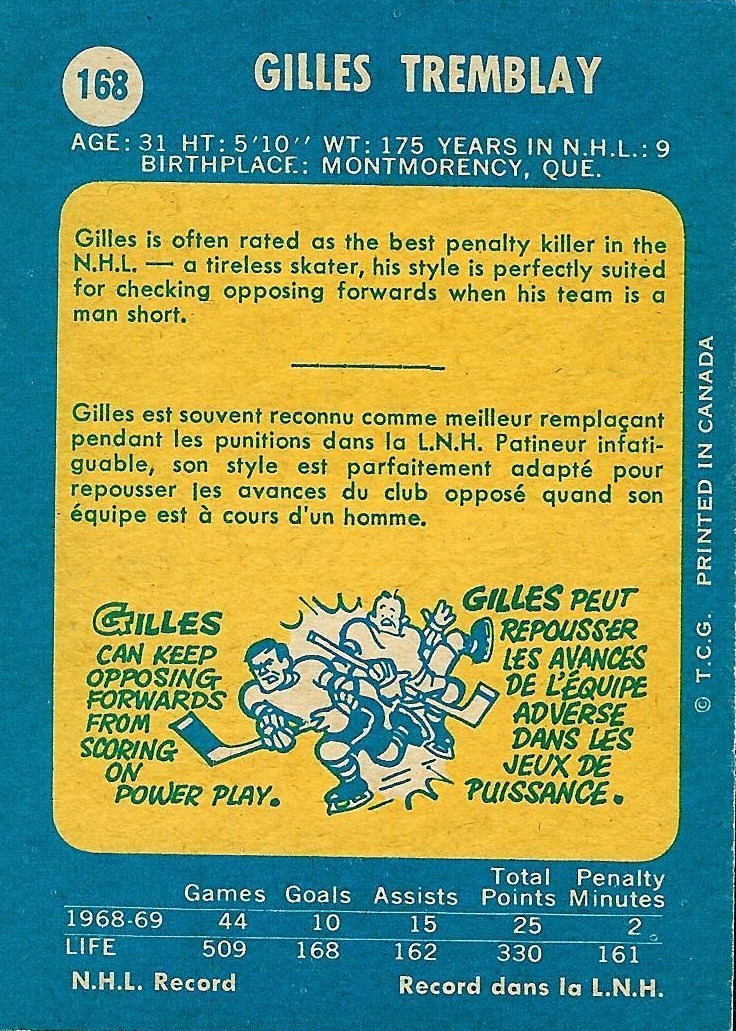 168
GILLES TREMBLAY
AGE: 31 HT: 5'10'' WT: 175 YEARS IN N.H.L.: 9
BIRTHPLACE: MONTMORENCY, QUE.
Gilles is often rated as the best penalty killer in the
N.H.L. — a tireless skater, his style is perfectly suited
for checking opposing forwards when his team is a
man short.
Gilles est souvent reconnu comme meilleur remplaçant
pendant les punitions dans la L.N.H. Patineur infati-
guable, son style est parfaitement adapté pour
repousser les avances du club opposé quand son
équipe est à cours d'un homme.
GILLES
CAN KEEP
OPPOSING
FORWARDS
FROM
SCORING
ON
POWER PLAY.
GILLES PEUT
REPOUSSER
LES AVANCES
DE L'ÉQUIPE
ADVERSE
DANS LES
JEUX DE
PUISSANCE.
© T.C.G. PRINTED IN CANADA
Total Penalty
Games Goals Assists Points Minutes
1968-69 44 10 15 25 2
LIFE 509 168 162 330 161
N.H.L. Record Record dans la L.N.H.